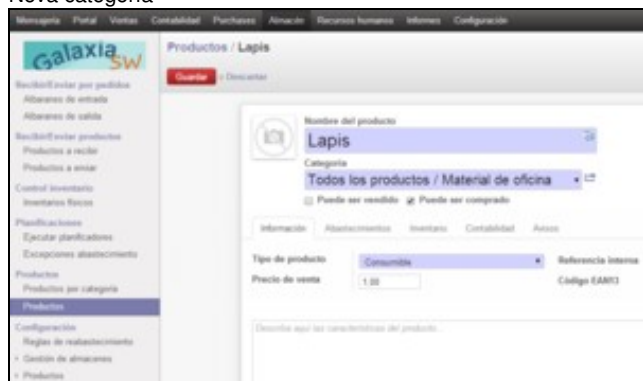 Nova categoria
Mensajería Portal Ventas Contabilidad Purchases Almacén Recursos humanos Informes Configuración
Galaxia SW
Productos / Lapis
Guardar o Descartar
Recibir/Enviar por pedidos
Albaranes de entrada
Albaranes de salida
Recibir/Enviar productos
Productos a recibir
Productos a enviar
Control inventario
Inventarios físicos
Planificaciones
Ejecutar planificadores
Excepciones abastecimiento
Productos
Productos por categoría
Productos
Configuración
Reglas de reabastecimiento
Gestión de almacenes
Productos
Nombre del producto
Lapis
Categoría
Todos los productos / Material de oficina
Puede ser vendido Puede ser comprado
Información Abastecimientos Inventario Contabilidad Avisos
Tipo de producto Consumible Referencia interna
Precio de venta 1.00 Código EAN13
Describa aquí las características del producto...